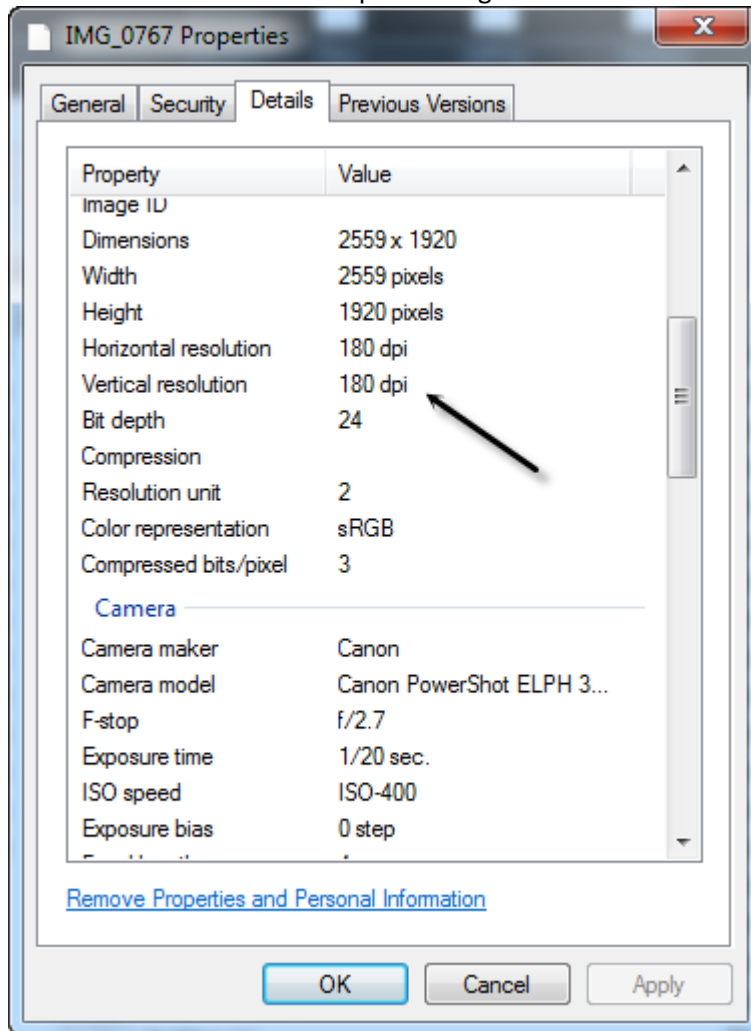 IMG_0767 Properties
General Security Details Previous Versions
Property Value
Image ID
Dimensions 2559 x 1920
Width 2559 pixels
Height 1920 pixels
Horizontal resolution 180 dpi
Vertical resolution 180 dpi
Bit depth 24
Compression
Resolution unit 2
Color representation sRGB
Compressed bits/pixel 3
Camera
Camera maker Canon
Camera model Canon PowerShot ELPH 3...
F-stop f/2.7
Exposure time 1/20 sec.
ISO speed ISO-400
Exposure bias 0 step
Remove Properties and Personal Information
OK Cancel Apply